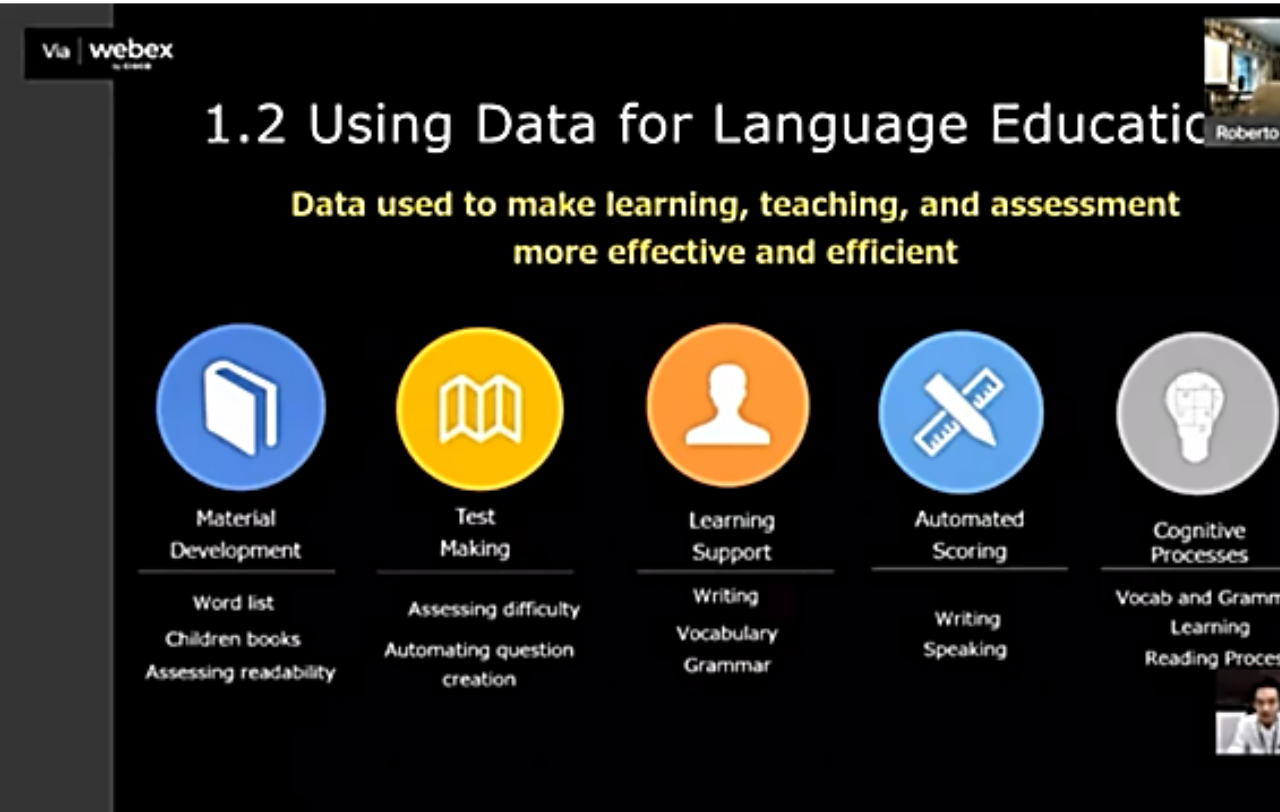 Via webex
by CISCO
1.2 Using Data for Language Educatio
Roberto
Data used to make learning, teaching, and assessment
more effective and efficient
Material
Development
Word list
Children books
Assessing readability
Test
Making
Assessing difficulty
Automating question
creation
Learning
Support
Writing
Vocabulary
Grammar
Automated
Scoring
Writing
Speaking
Cognitive
Processes
Vocab and Gramm
Learning
Reading Proces